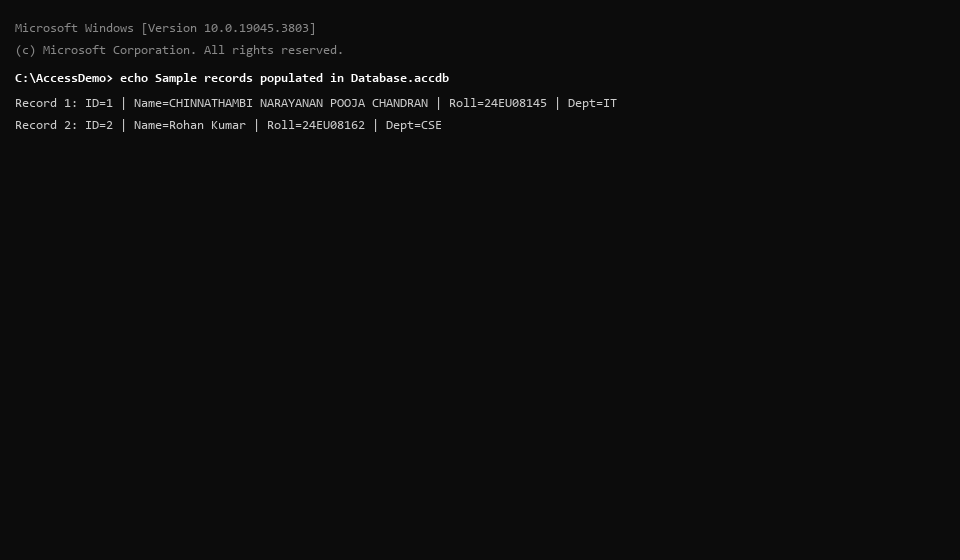 Microsoft Windows [Version 10.0.19045.3803]
(c) Microsoft Corporation. All rights reserved.
C:\AccessDemo> echo Sample records populated in Database.accdb
Record 1: ID=1 | Name=CHINNATHAMBI NARAYANAN POOJA CHANDRAN | Roll=24EU08145 | Dept=IT
Record 2: ID=2 | Name=Rohan Kumar | Roll=24EU08162 | Dept=CSE